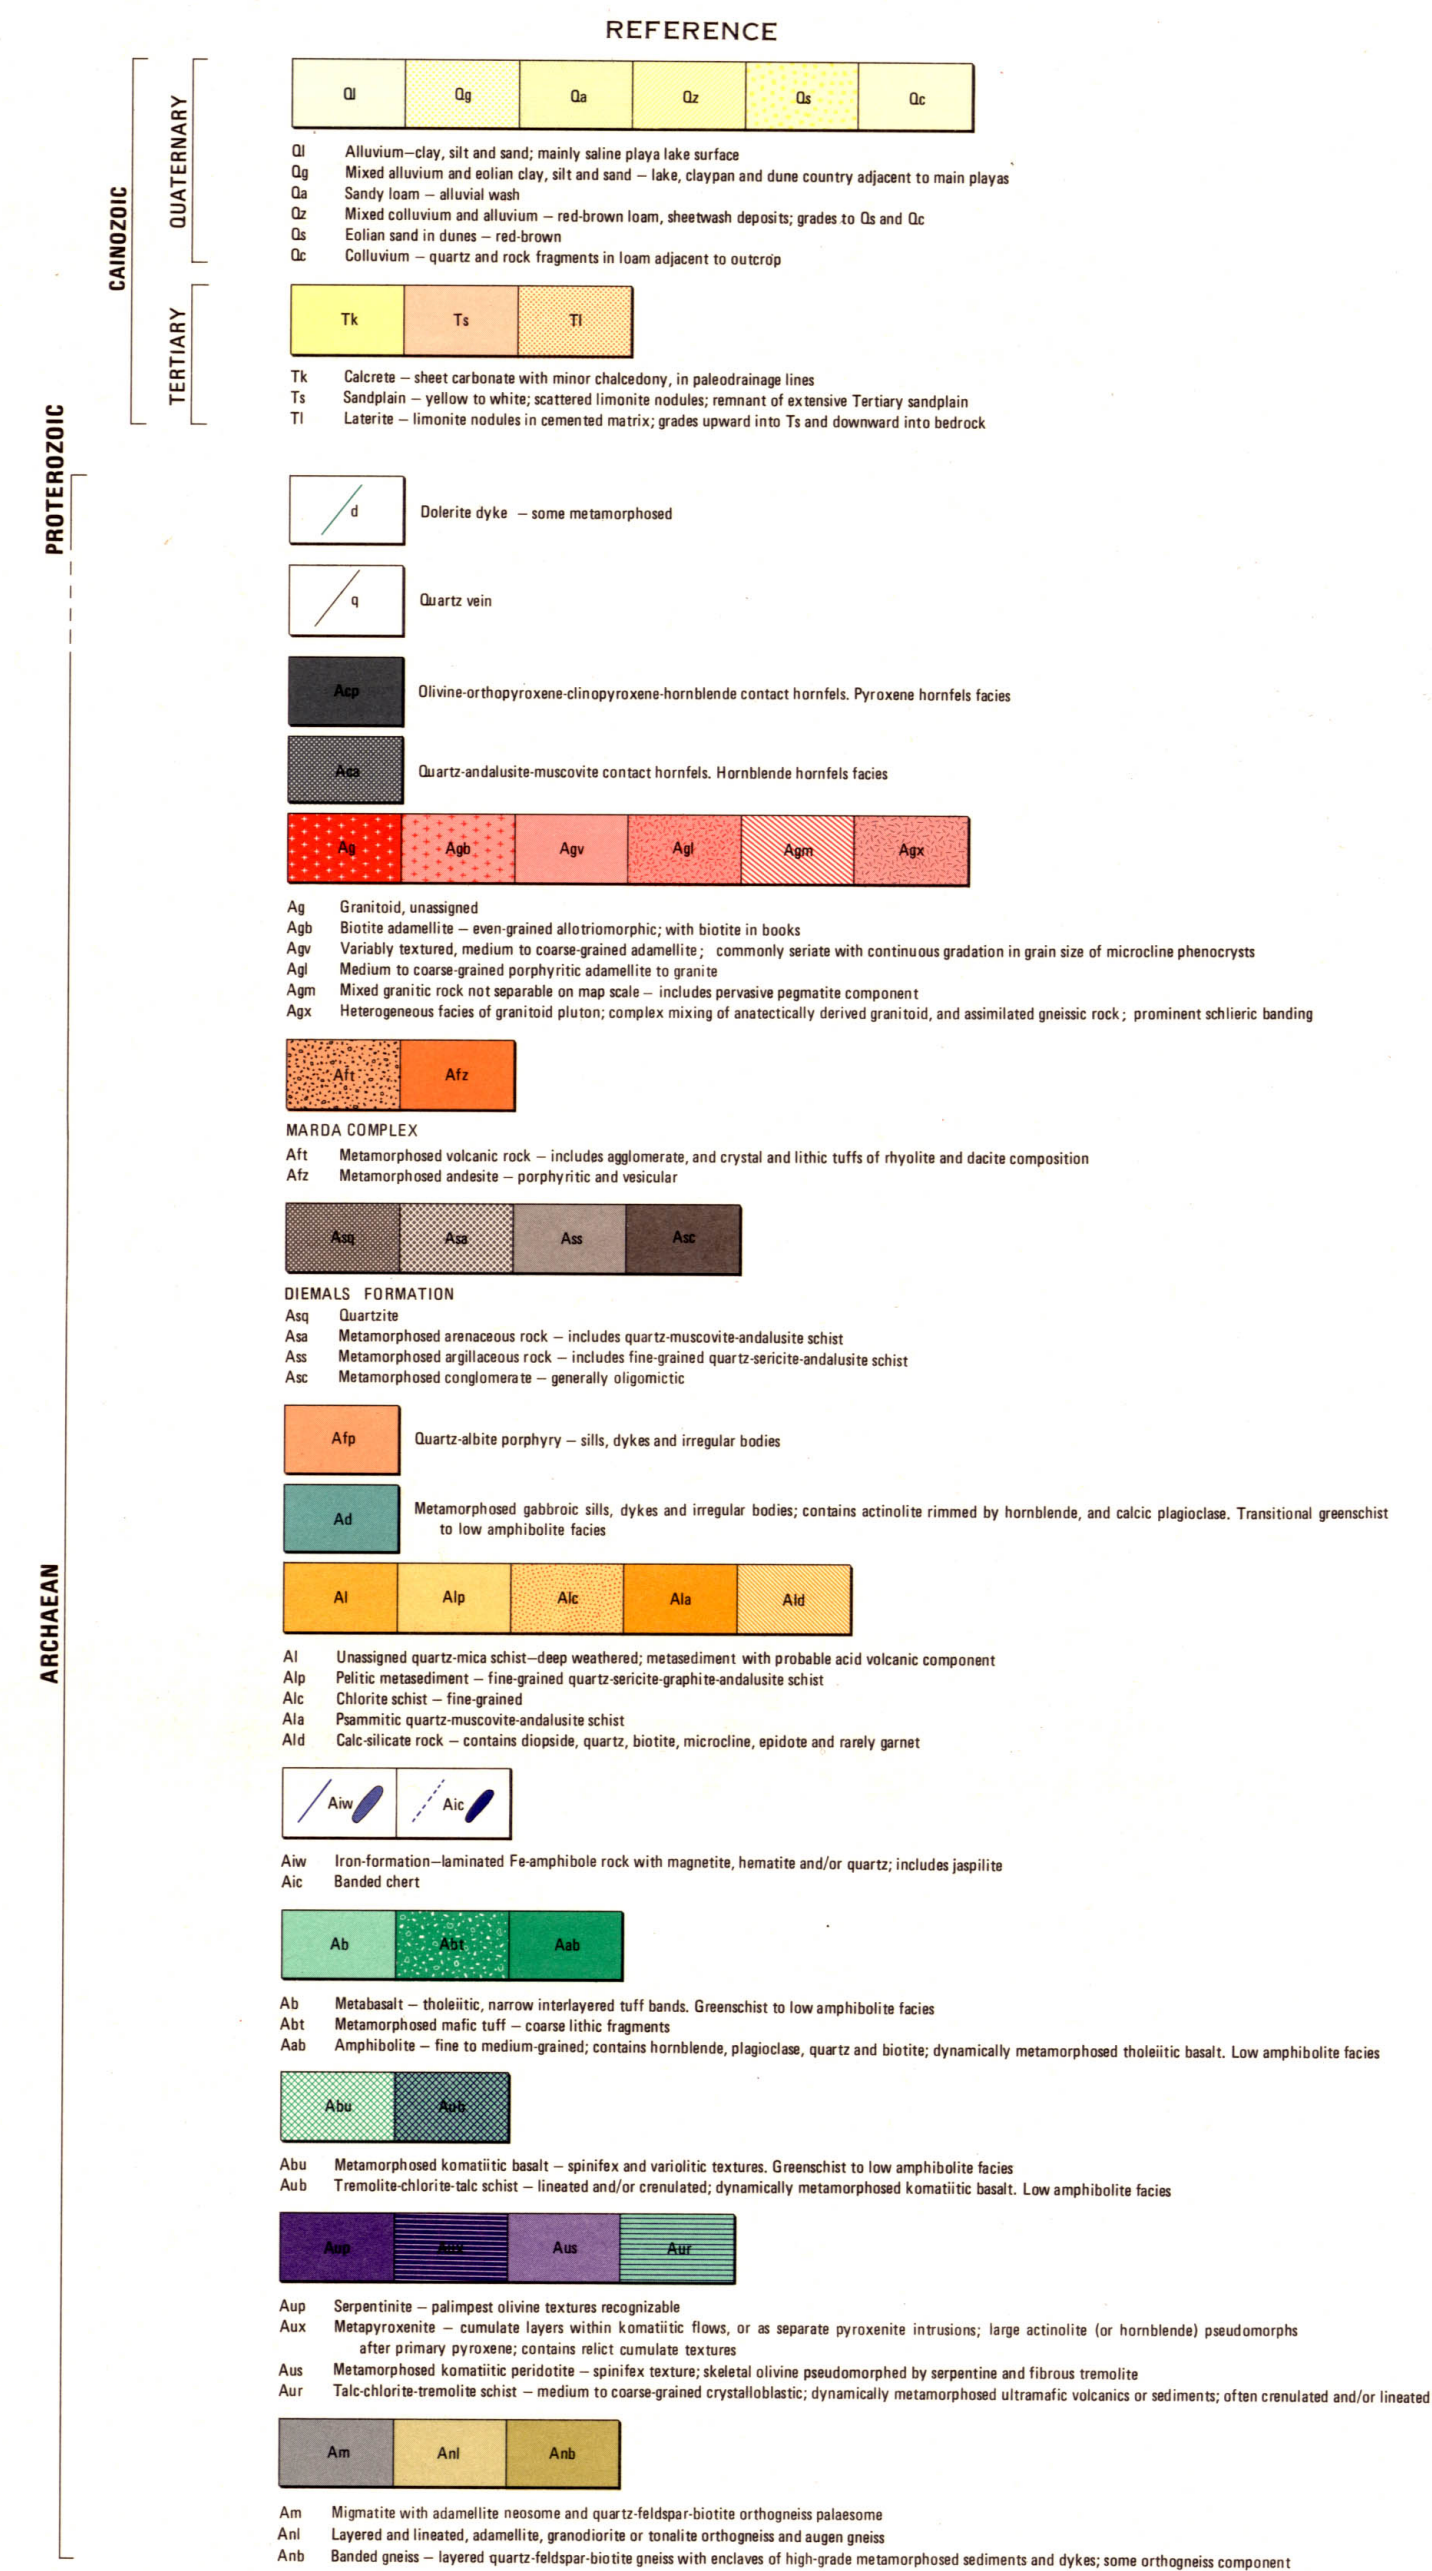 REFERENCE
CAINOZOIC
QUATERNARY
Ql Qg Qa Qz Qs Qc
Ql Alluvium—clay, silt and sand; mainly saline playa lake surface
Qg Mixed alluvium and eolian clay, silt and sand — lake, claypan and dune country adjacent to main playas
Qa Sandy loam — alluvial wash
Qz Mixed colluvium and alluvium — red-brown loam, sheetwash deposits; grades to Qs and Qc
Qs Eolian sand in dunes — red-brown
Qc Colluvium — quartz and rock fragments in loam adjacent to outcrop
TERTIARY
Tk Ts Tl
Tk Calcrete — sheet carbonate with minor chalcedony, in paleodrainage lines
Ts Sandplain — yellow to white; scattered limonite nodules; remnant of extensive Tertiary sandplain
Tl Laterite — limonite nodules in cemented matrix; grades upward into Ts and downward into bedrock
PROTEROZOIC
d Dolerite dyke — some metamorphosed
q Quartz vein
Acp Olivine-orthopyroxene-clinopyroxene-hornblende contact hornfels. Pyroxene hornfels facies
Aca Quartz-andalusite-muscovite contact hornfels. Hornblende hornfels facies
Ag Agb Agv Agl Agm Agx
Ag Granitoid, unassigned
Agb Biotite adamellite — even-grained allotriomorphic; with biotite in books
Agv Variably textured, medium to coarse-grained adamellite; commonly seriate with continuous gradation in grain size of microcline phenocrysts
Agl Medium to coarse-grained porphyritic adamellite to granite
Agm Mixed granitic rock not separable on map scale — includes pervasive pegmatite component
Agx Heterogeneous facies of granitoid pluton; complex mixing of anatectically derived granitoid, and assimilated gneissic rock; prominent schlieric banding
Aft Afz
MARDA COMPLEX
Aft Metamorphosed volcanic rock — includes agglomerate, and crystal and lithic tuffs of rhyolite and dacite composition
Afz Metamorphosed andesite — porphyritic and vesicular
Asq Asa Ass Asc
DIEMALS FORMATION
Asq Quartzite
Asa Metamorphosed arenaceous rock — includes quartz-muscovite-andalusite schist
Ass Metamorphosed argillaceous rock — includes fine-grained quartz-sericite-andalusite schist
Asc Metamorphosed conglomerate — generally oligomictic
Afp Quartz-albite porphyry — sills, dykes and irregular bodies
Ad Metamorphosed gabbroic sills, dykes and irregular bodies; contains actinolite rimmed by hornblende, and calcic plagioclase. Transitional greenschist
to low amphibolite facies
ARCHAEAN
Al Alp Alc Ala Ald
Al Unassigned quartz-mica schist—deep weathered; metasediment with probable acid volcanic component
Alp Pelitic metasediment — fine-grained quartz-sericite-graphite-andalusite schist
Alc Chlorite schist — fine-grained
Ala Psammitic quartz-muscovite-andalusite schist
Ald Calc-silicate rock — contains diopside, quartz, biotite, microcline, epidote and rarely garnet
Aiw Aic
Aiw Iron-formation—laminated Fe-amphibole rock with magnetite, hematite and/or quartz; includes jaspilite
Aic Banded chert
Ab Abt Aab
Ab Metabasalt — tholeiitic, narrow interlayered tuff bands. Greenschist to low amphibolite facies
Abt Metamorphosed mafic tuff — coarse lithic fragments
Aab Amphibolite — fine to medium-grained; contains hornblende, plagioclase, quartz and biotite; dynamically metamorphosed tholeiitic basalt. Low amphibolite facies
Abu Aub
Abu Metamorphosed komatiitic basalt — spinifex and variolitic textures. Greenschist to low amphibolite facies
Aub Tremolite-chlorite-talc schist — lineated and/or crenulated; dynamically metamorphosed komatiitic basalt. Low amphibolite facies
Aup Aux Aus Aur
Aup Serpentinite — palimpest olivine textures recognizable
Aux Metapyroxenite — cumulate layers within komatiitic flows, or as separate pyroxenite intrusions; large actinolite (or hornblende) pseudomorphs
after primary pyroxene; contains relict cumulate textures
Aus Metamorphosed komatiitic peridotite — spinifex texture; skeletal olivine pseudomorphed by serpentine and fibrous tremolite
Aur Talc-chlorite-tremolite schist — medium to coarse-grained crystalloblastic; dynamically metamorphosed ultramafic volcanics or sediments; often crenulated and/or lineated
Am Anl Anb
Am Migmatite with adamellite neosome and quartz-feldspar-biotite orthogneiss palaesome
Anl Layered and lineated, adamellite, granodiorite or tonalite orthogneiss and augen gneiss
Anb Banded gneiss — layered quartz-feldspar-biotite gneiss with enclaves of high-grade metamorphosed sediments and dykes; some orthogneiss component